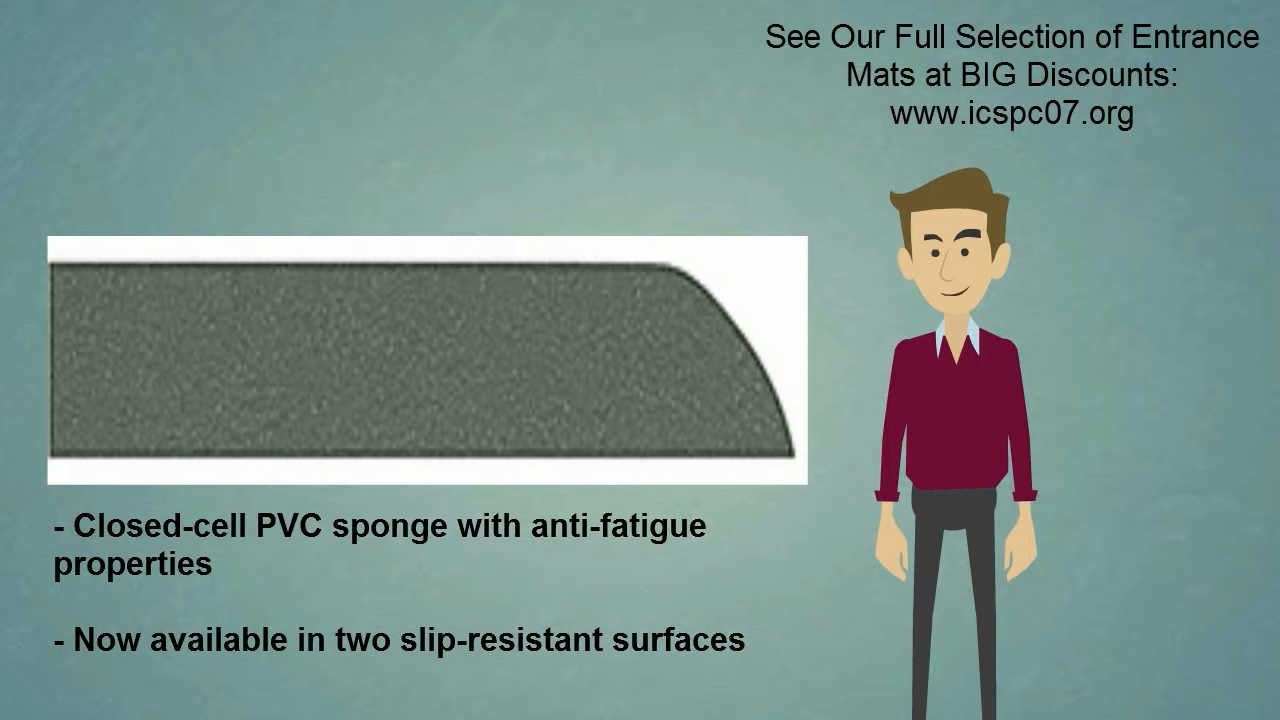 See Our Full Selection of Entrance
Mats at BIG Discounts:
www.icspc07.org
- Closed-cell PVC sponge with anti-fatigue
properties
- Now available in two slip-resistant surfaces